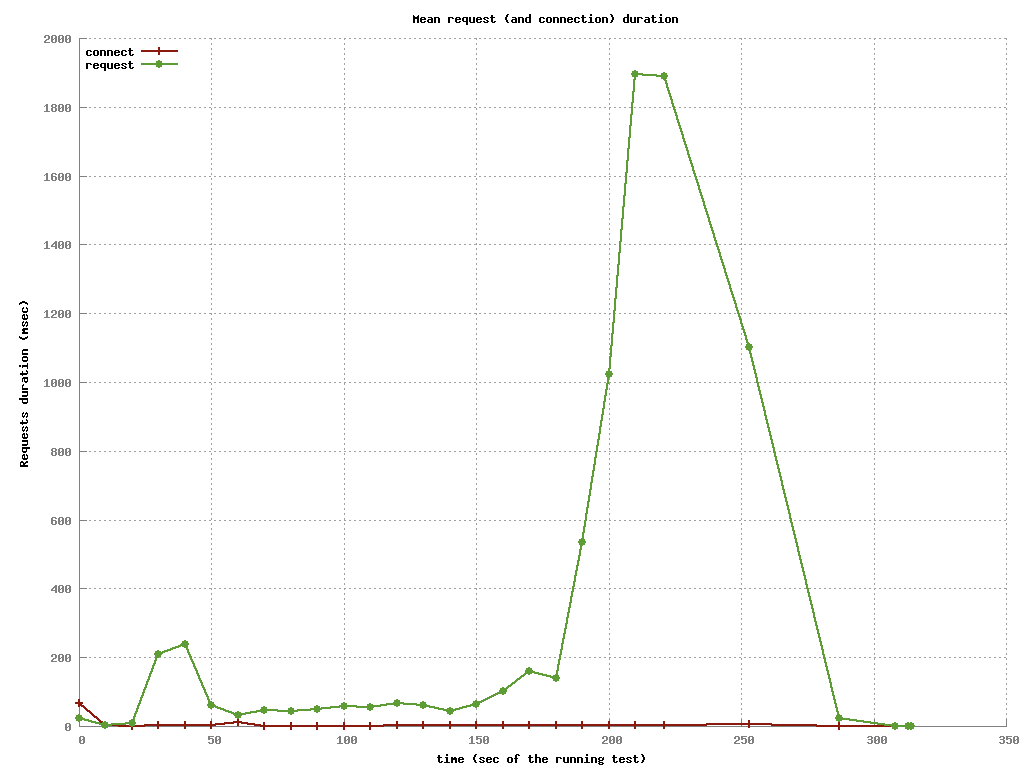 Mean request (and connection) duration
2000
connect
request
1800
1600
1400
1200
1000
800
600
400
200
0
Requests duration (msec)
0 50 100 150 200 250 300 350
time (sec of the running test)